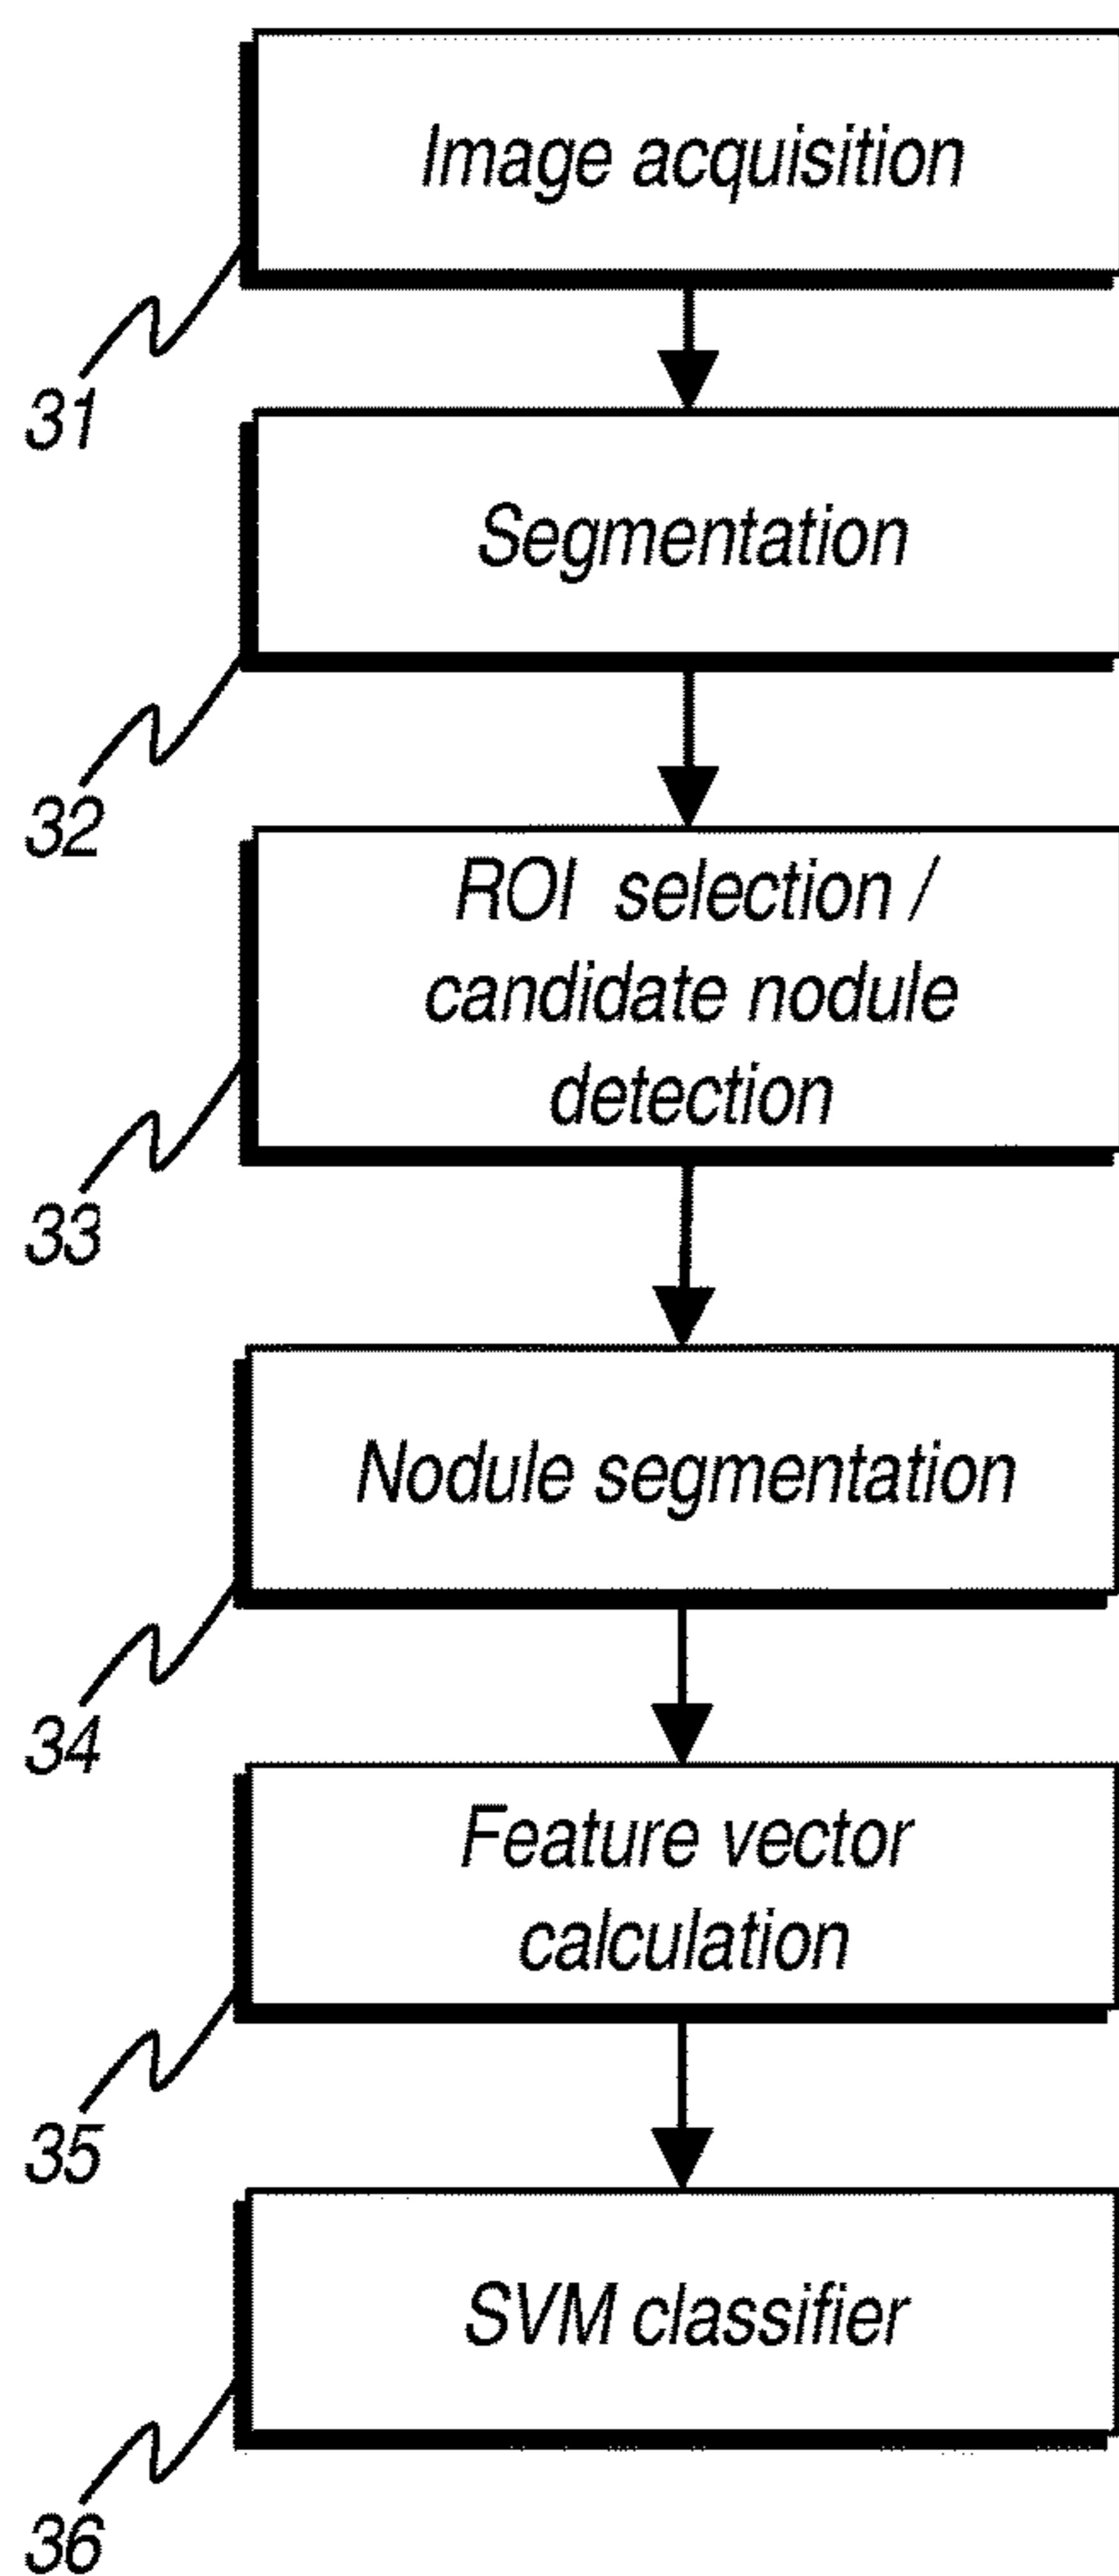 Image acquisition
31
Segmentation
32
ROI selection /
candidate nodule
detection
33
Nodule segmentation
34
Feature vector
calculation
35
SVM classifier
36